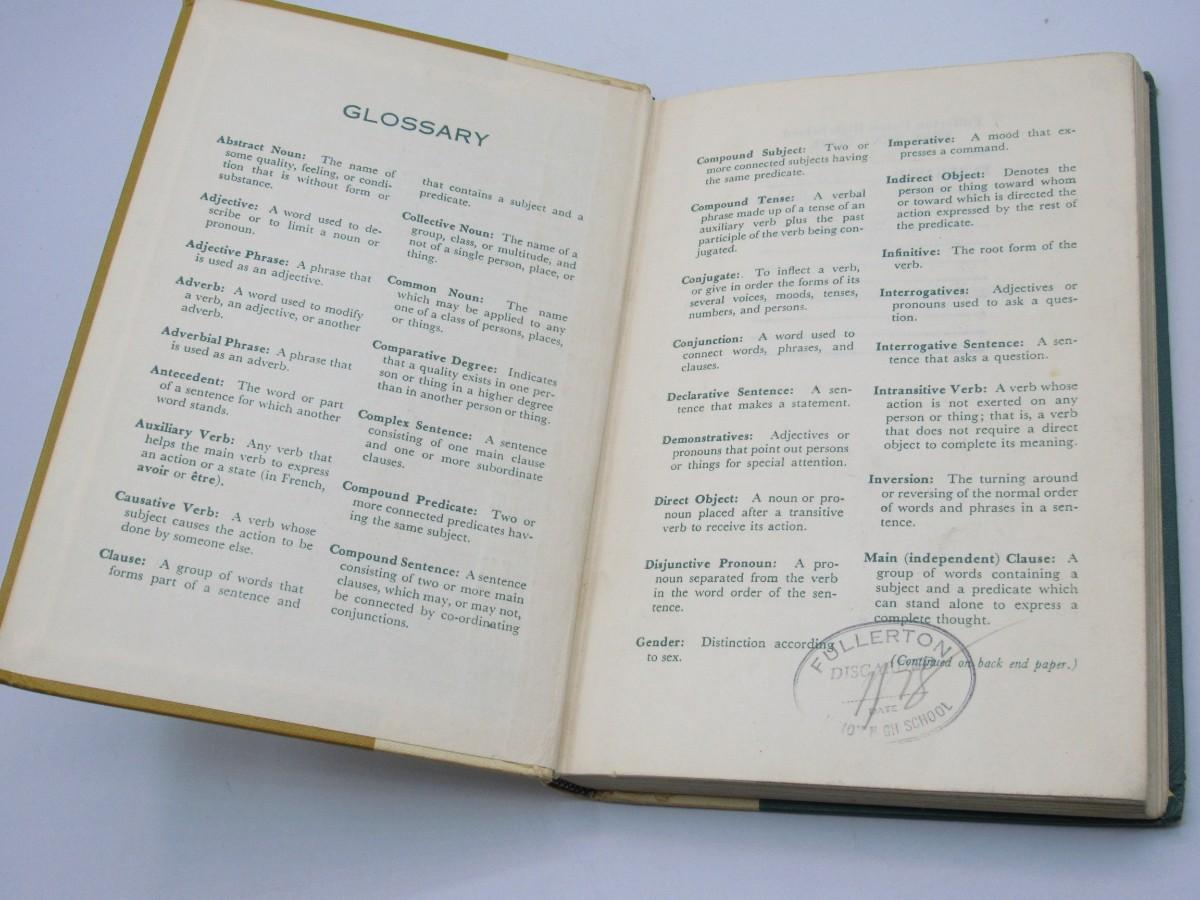 GLOSSARY
Abstract Noun: The name of
some quality, feeling, or condi-
tion that is without form or
substance.
Adjective: A word used to de-
scribe or to limit a noun or
pronoun.
Adjective Phrase: A phrase that
is used as an adjective.
Adverb: A word used to modify
a verb, an adjective, or another
adverb.
Adverbial Phrase: A phrase that
is used as an adverb.
Antecedent: The word or part
of a sentence for which another
word stands.
Auxiliary Verb: Any verb that
helps the main verb to express
an action or a state (in French,
avoir or être).
Causative Verb: A verb whose
subject causes the action to be
done by someone else.
Clause: A group of words that
forms part of a sentence and
that contains a subject and a
predicate.
Collective Noun: The name of a
group, class, or multitude, and
not of a single person, place, or
thing.
Common Noun: The name
which may be applied to any
one of a class of persons, places,
or things.
Comparative Degree: Indicates
that a quality exists in one per-
son or thing in a higher degree
than in another person or thing.
Complex Sentence: A sentence
consisting of one main clause
and one or more subordinate
clauses.
Compound Predicate: Two or
more connected predicates hav-
ing the same subject.
Compound Sentence: A sentence
consisting of two or more main
clauses, which may, or may not,
be connected by co-ordinating
conjunctions.
Compound Subject: Two or
more connected subjects having
the same predicate.
Compound Tense: A verbal
phrase made up of a tense of an
auxiliary verb plus the past
participle of the verb being con-
jugated.
Conjugate: To inflect a verb,
or give in order the forms of its
several voices, moods, tenses,
numbers, and persons.
Conjunction: A word used to
connect words, phrases, and
clauses.
Declarative Sentence: A sen-
tence that makes a statement.
Demonstratives: Adjectives or
pronouns that point out persons
or things for special attention.
Direct Object: A noun or pro-
noun placed after a transitive
verb to receive its action.
Disjunctive Pronoun: A pro-
noun separated from the verb
in the word order of the sen-
tence.
Gender: Distinction according
to sex.
Imperative: A mood that ex-
presses a command.
Indirect Object: Denotes the
person or thing toward whom
or toward which is directed the
action expressed by the rest of
the predicate.
Infinitive: The root form of the
verb.
Interrogatives: Adjectives or
pronouns used to ask a ques-
tion.
Interrogative Sentence: A sen-
tence that asks a question.
Intransitive Verb: A verb whose
action is not exerted on any
person or thing; that is, a verb
that does not require a direct
object to complete its meaning.
Inversion: The turning around
or reversing of the normal order
of words and phrases in a sen-
tence.
Main (independent) Clause: A
group of words containing a
subject and a predicate which
can stand alone to express a
complete thought.
(Continued on back end paper.)
FULLERTON
DATE
HIGH SCHOOL